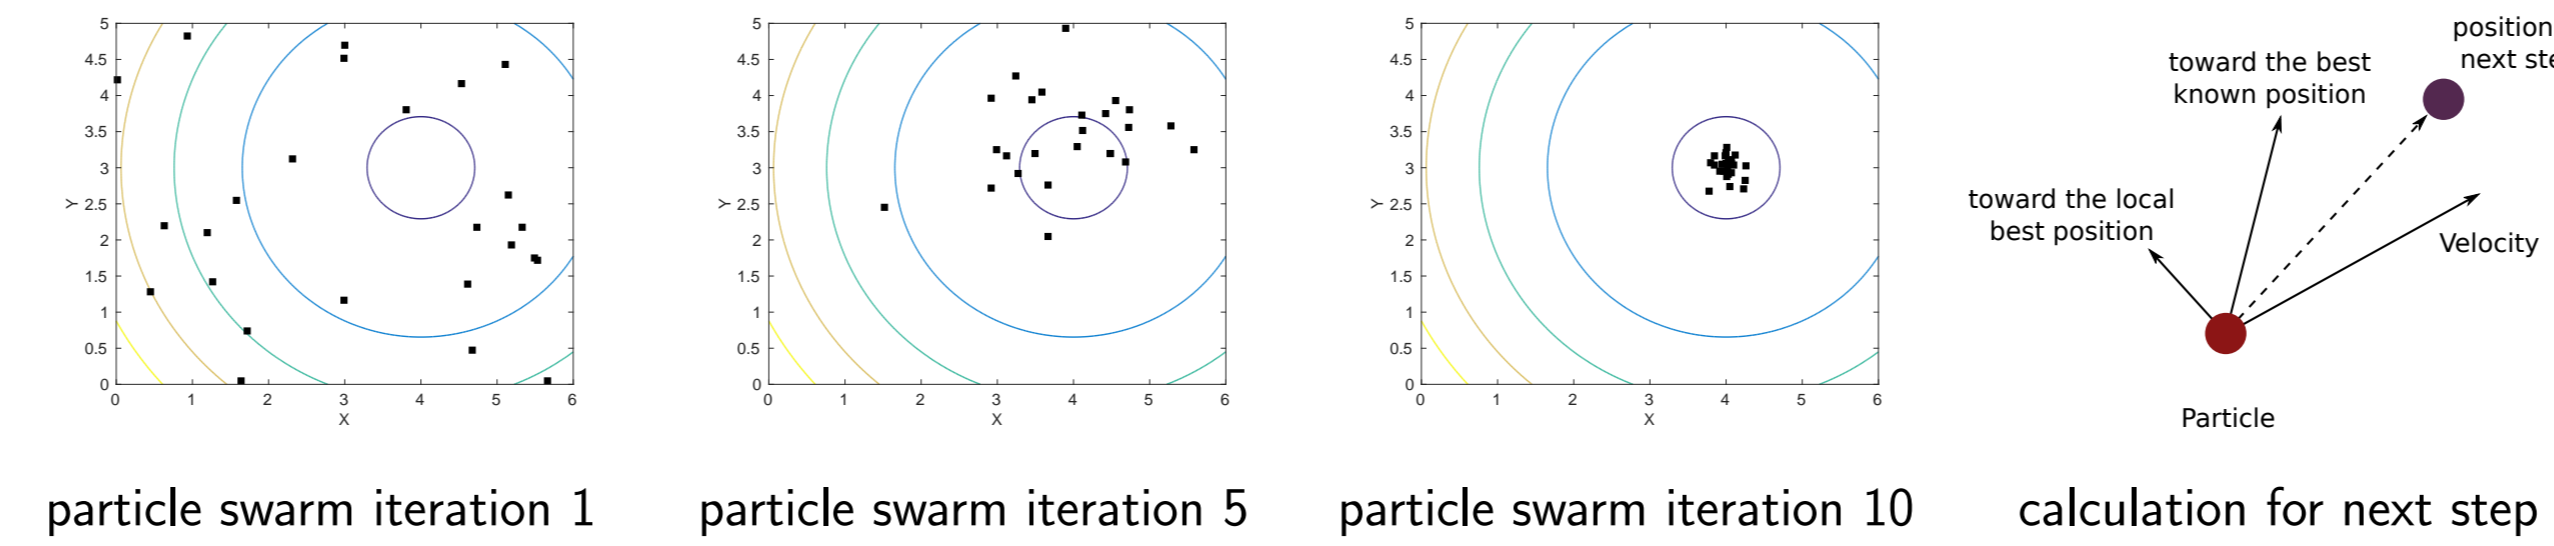 5
4.5
4
3.5
3
2.5
2
1.5
1
0.5
0
Y
0 1 2 3 4 5 6
X
particle swarm iteration 1
5
4.5
4
3.5
3
2.5
2
1.5
1
0.5
0
Y
0 1 2 3 4 5 6
X
particle swarm iteration 5
5
4.5
4
3.5
3
2.5
2
1.5
1
0.5
0
Y
0 1 2 3 4 5 6
X
particle swarm iteration 10
position
next ste
toward the best
known position
toward the local
best position
Velocity
Particle
calculation for next step